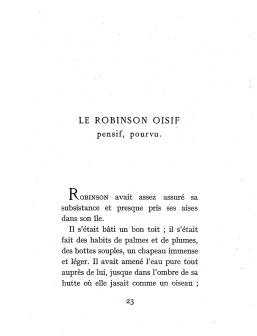 LE ROBINSON OISIF
pensif, pourvu.
ROBINSON avait assez assuré sa
subsistance et presque pris ses aises
dans son île.
Il s'était bâti un bon toit ; il s'était
fait des habits de palmes et de plumes,
des bottes souples, un chapeau immense
et léger. Il avait amené l'eau pure tout
auprès de lui, jusque dans l'ombre de sa
hutte où elle jasait comme un oiseau ;
23